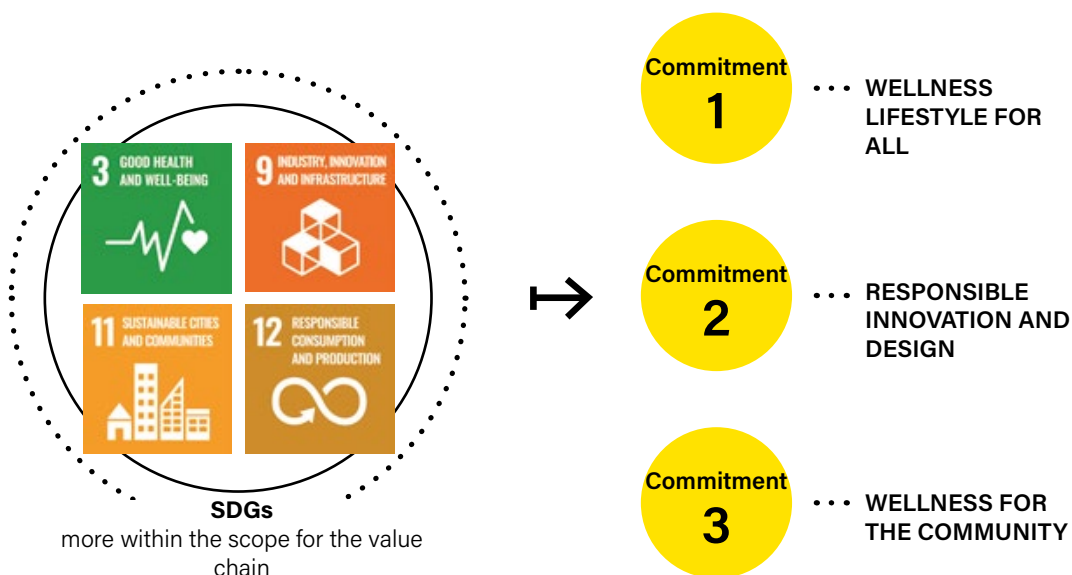 3 GOOD HEALTH
AND WELL-BEING
9 INDUSTRY, INNOVATION
AND INFRASTRUCTURE
11 SUSTAINABLE CITIES
AND COMMUNITIES
12 RESPONSIBLE
CONSUMPTION
AND PRODUCTION
SDGs
more within the scope for the value
chain
Commitment
1
WELLNESS
LIFESTYLE FOR
ALL
Commitment
2
RESPONSIBLE
INNOVATION AND
DESIGN
Commitment
3
WELLNESS FOR
THE COMMUNITY